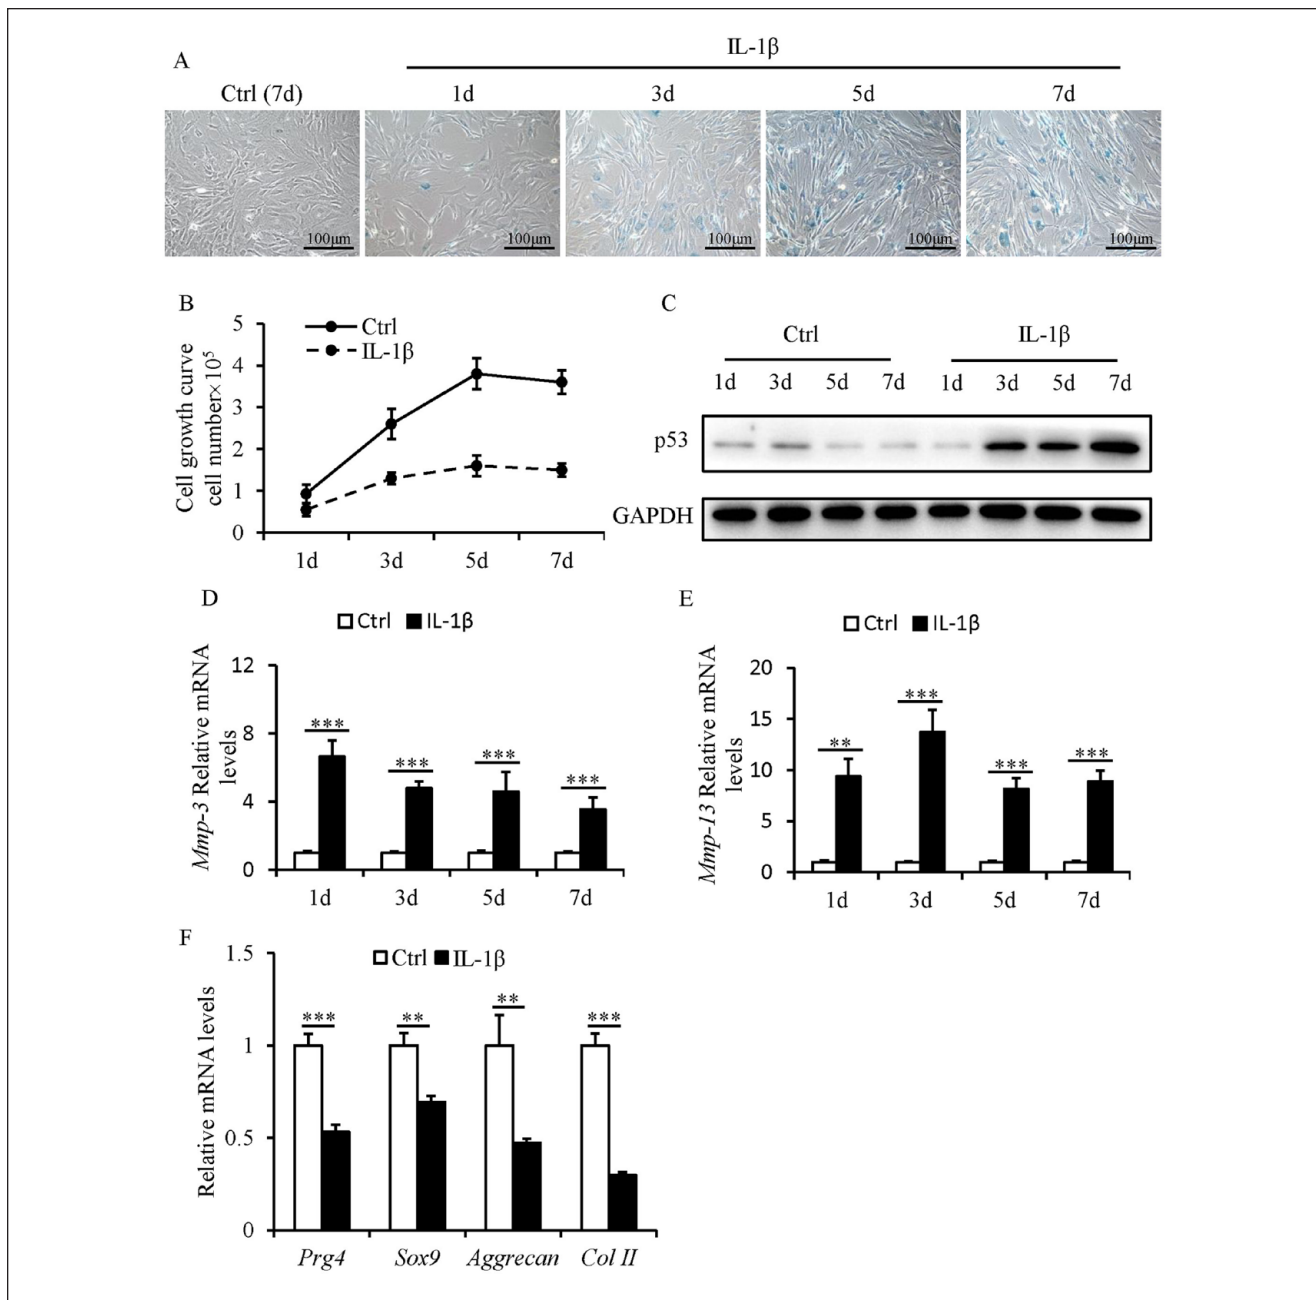 A
IL-1β
Ctrl (7d) 1d 3d 5d 7d
100μm 100μm 100μm 100μm 100μm
B
Cell growth curve
cell number×10⁵
5
4
3
2
1
0
Ctrl
IL-1β
1d 3d 5d 7d
C
Ctrl IL-1β
1d 3d 5d 7d 1d 3d 5d 7d
p53
GAPDH
D
Ctrl IL-1β
Mmp-3 Relative mRNA
levels
12
8
4
0
*** *** *** ***
1d 3d 5d 7d
E
Ctrl IL-1β
Mmp-13 Relative mRNA
levels
20
15
10
5
0
** *** *** ***
1d 3d 5d 7d
F
Ctrl IL-1β
Relative mRNA levels
1.5
1
0.5
0
*** ** ** ***
Prg4 Sox9 Aggrecan Col II